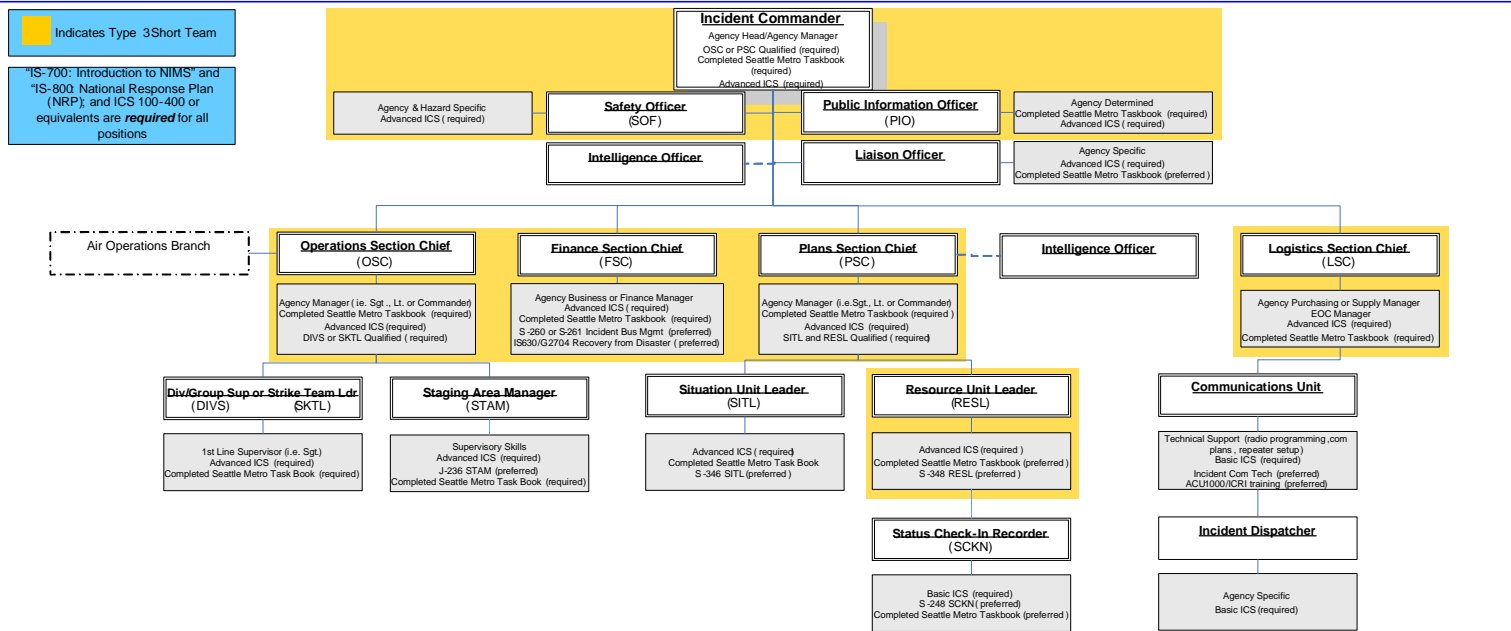 Indicates Type 3Short Team
"IS-700: Introduction to NIMS" and
"IS-800: National Response Plan
(NRP); and ICS 100-400 or
equivalents are required for all
positions
Incident Commander
Agency Head/Agency Manager
OSC or PSC Qualified (required)
Completed Seattle Metro Taskbook
(required)
Advanced ICS (required)
Agency & Hazard Specific
Advanced ICS ( required)
Safety Officer
(SOF)
Public Information Officer
(PIO)
Agency Determined
Completed Seattle Metro Taskbook (required)
Advanced ICS (required)
Intelligence Officer
Liaison Officer
Agency Specific
Advanced ICS ( required)
Completed Seattle Metro Taskbook (preferred )
Air Operations Branch
Operations Section Chief
(OSC)
Finance Section Chief
(FSC)
Plans Section Chief
(PSC)
Intelligence Officer
Logistics Section Chief
(LSC)
Agency Manager ( ie. Sgt ., Lt. or Commander)
Completed Seattle Metro Taskbook (required)
Advanced ICS (required)
DIVS or SKTL Qualified ( required)
Agency Business or Finance Manager
Advanced ICS ( required)
Completed Seattle Metro Taskbook (required)
S -260 or S-261 Incident Bus Mgmt (preferred)
IS630/G270.4 Recovery from Disaster ( preferred)
Agency Manager (i.e.Sgt., Lt. or Commander)
Completed Seattle Metro Taskbook (required )
Advanced ICS (required)
SITL and RESL Qualified ( required)
Agency Purchasing or Supply Manager
EOC Manager
Advanced ICS (required)
Completed Seattle Metro Taskbook (required)
Div/Group Sup or Strike Team Ldr
(DIVS) (SKTL)
Staging Area Manager
(STAM)
Situation Unit Leader
(SITL)
Resource Unit Leader
(RESL)
Communications Unit
1st Line Supervisor (i.e. Sgt.)
Advanced ICS (required)
Completed Seattle Metro Task Book (required)
Supervisory Skills
Advanced ICS (required)
J-236 STAM (preferred)
Completed Seattle Metro Task Book (required)
Advanced ICS ( required)
Completed Seattle Metro Task Book
S -346 SITL (preferred )
Advanced ICS (required )
Completed Seattle Metro Taskbook (preferred )
S -348 RESL (preferred )
Technical Support (radio programming ,com
plans , repeater setup )
Basic ICS (required)
Incident Com Tech (preferred)
ACU1000/ICRI training (preferred)
Status Check-In Recorder
(SCKN)
Incident Dispatcher
Basic ICS (required)
S -248 SCKN ( preferred)
Completed Seattle Metro Taskbook (preferred )
Agency Specific
Basic ICS (required)